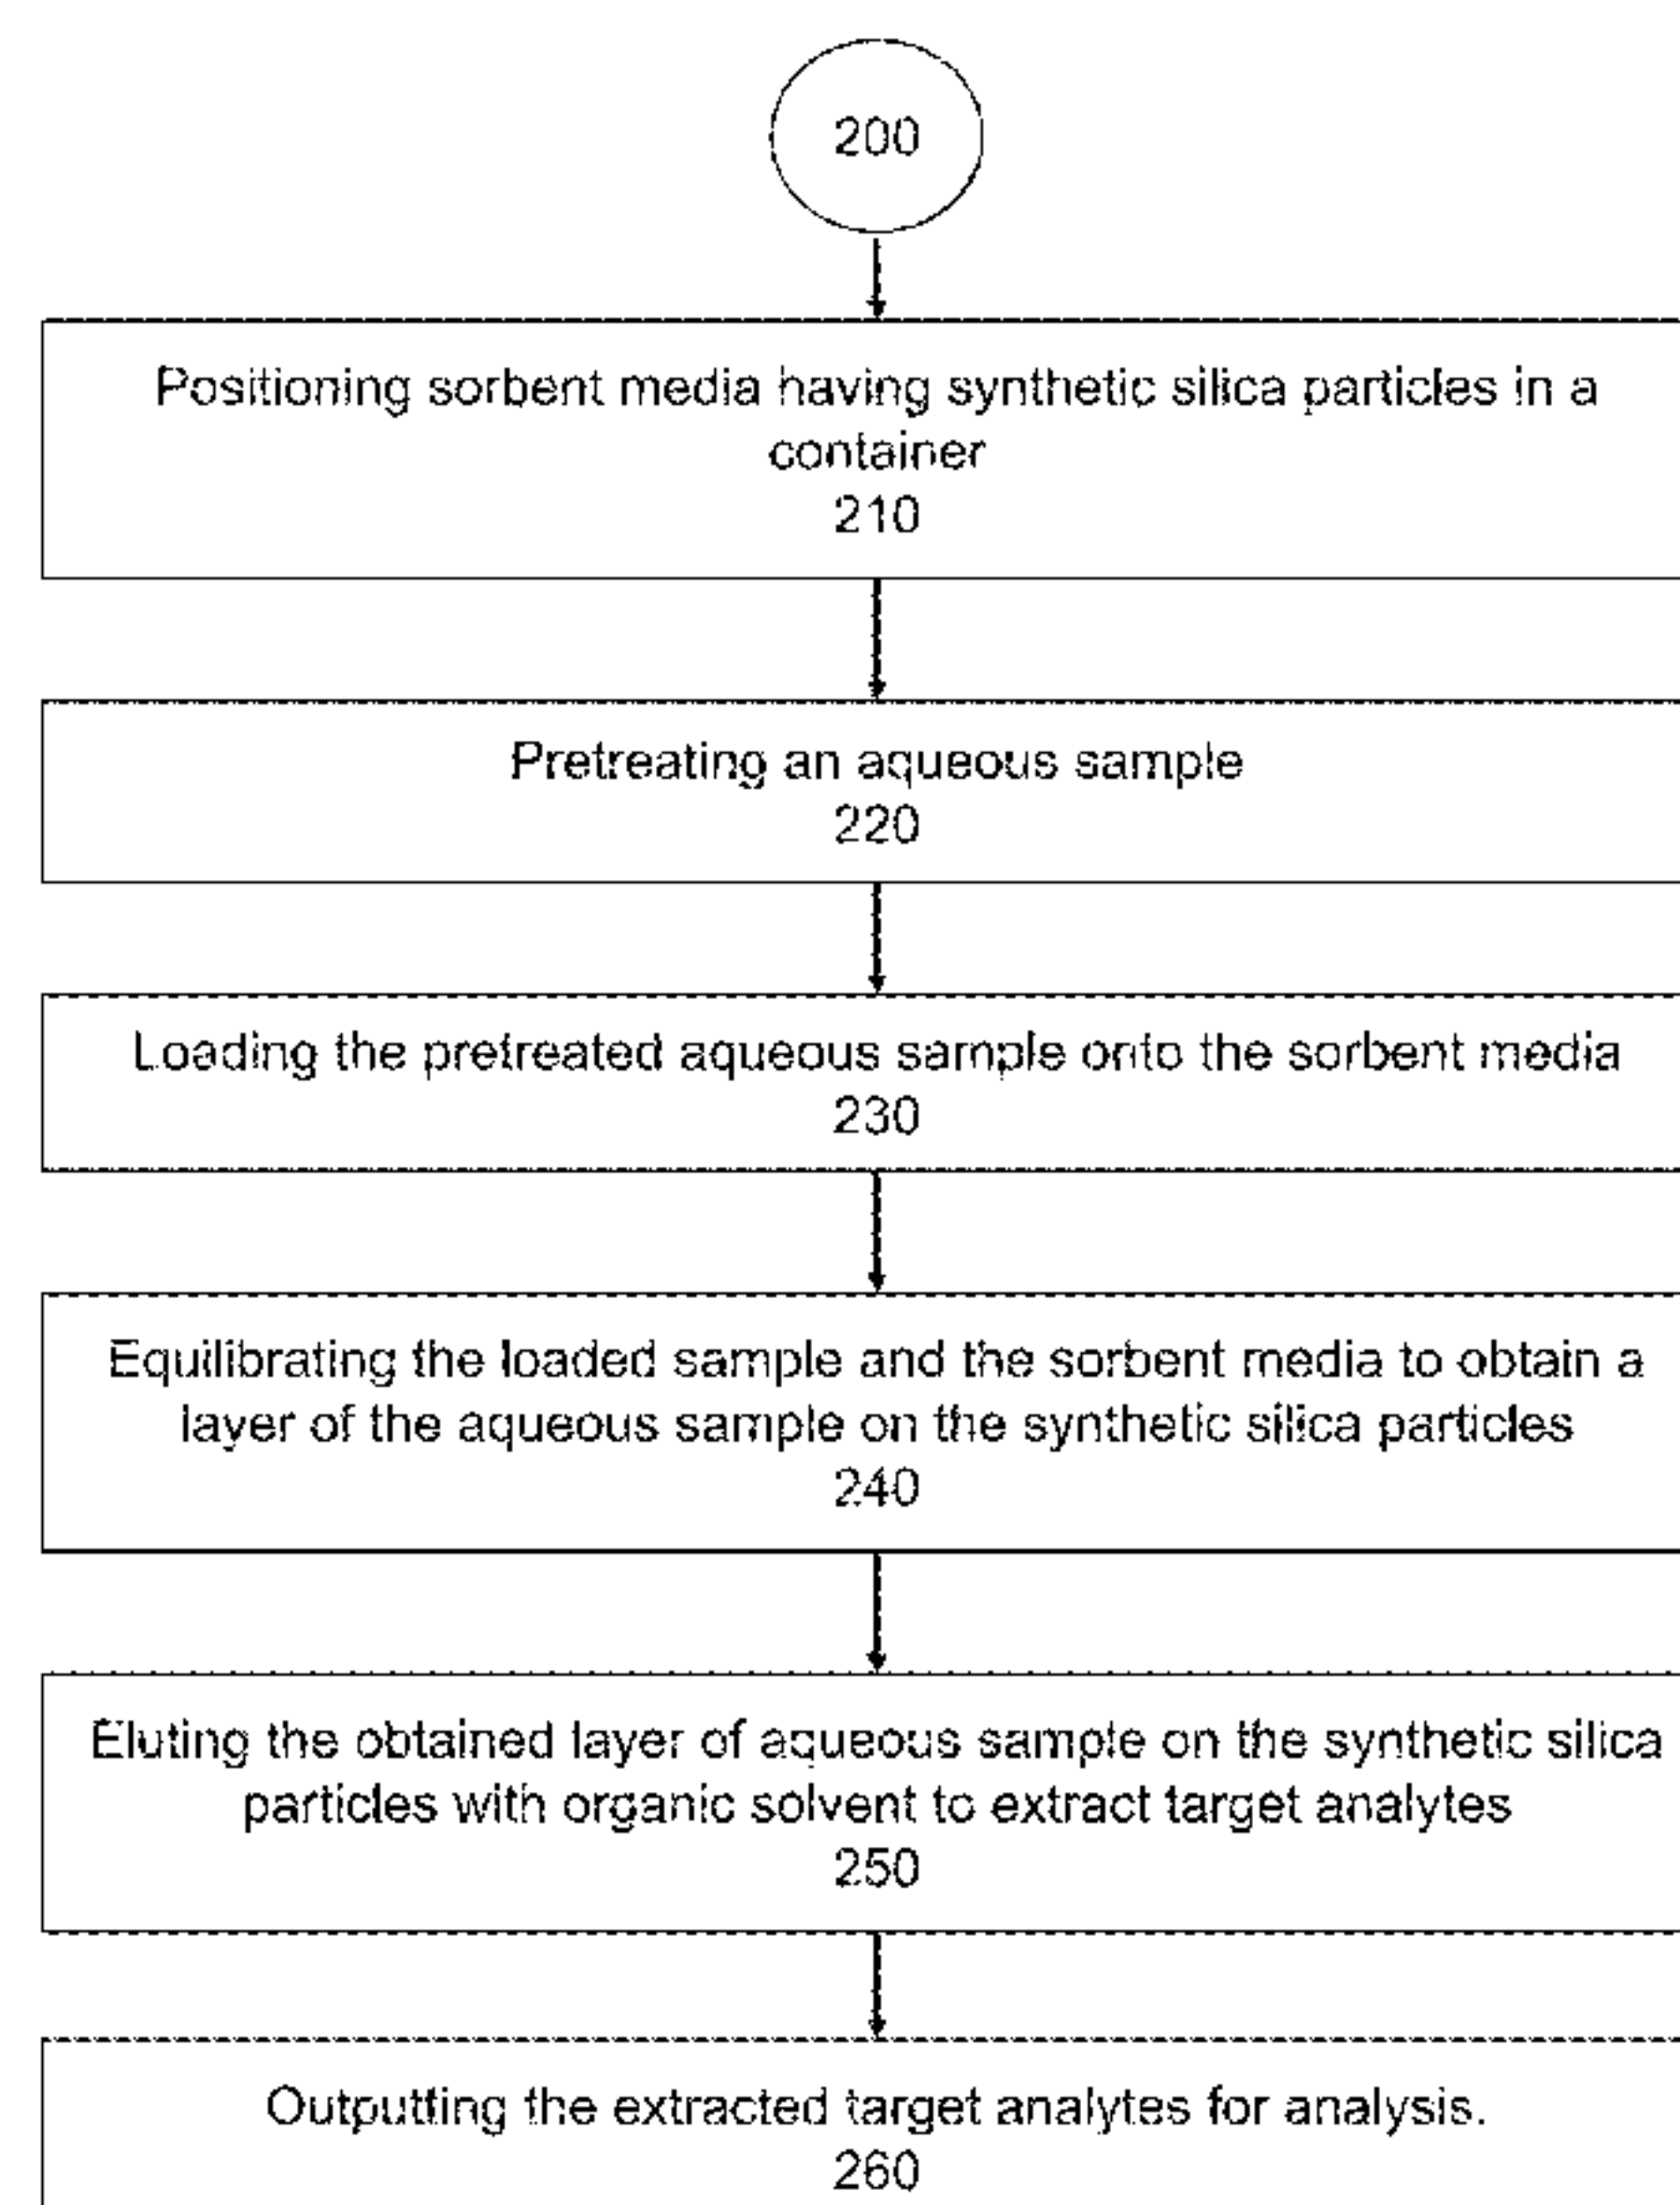 200
Positioning sorbent media having synthetic silica particles in a
container
210
Pretreating an aqueous sample
220
Loading the pretreated aqueous sample onto the sorbent media
230
Equilibrating the loaded sample and the sorbent media to obtain a
layer of the aqueous sample on the synthetic silica particles
240
Eluting the obtained layer of aqueous sample on the synthetic silica
particles with organic solvent to extract target analytes
250
Outputting the extracted target analytes for analysis.
260